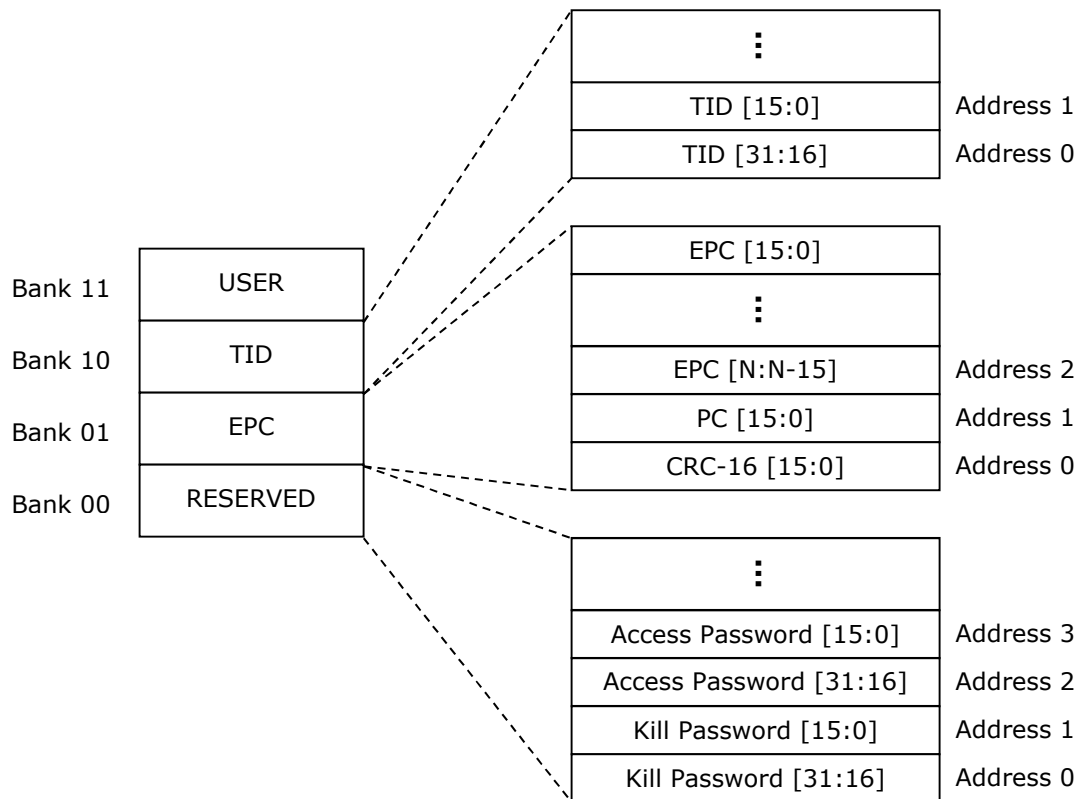 TID [15:0] Address 1
TID [31:16] Address 0
EPC [15:0]
Bank 11 USER
Bank 10 TID
EPC [N:N-15] Address 2
PC [15:0] Address 1
Bank 01 EPC
CRC-16 [15:0] Address 0
Bank 00 RESERVED
Access Password [15:0] Address 3
Access Password [31:16] Address 2
Kill Password [15:0] Address 1
Kill Password [31:16] Address 0